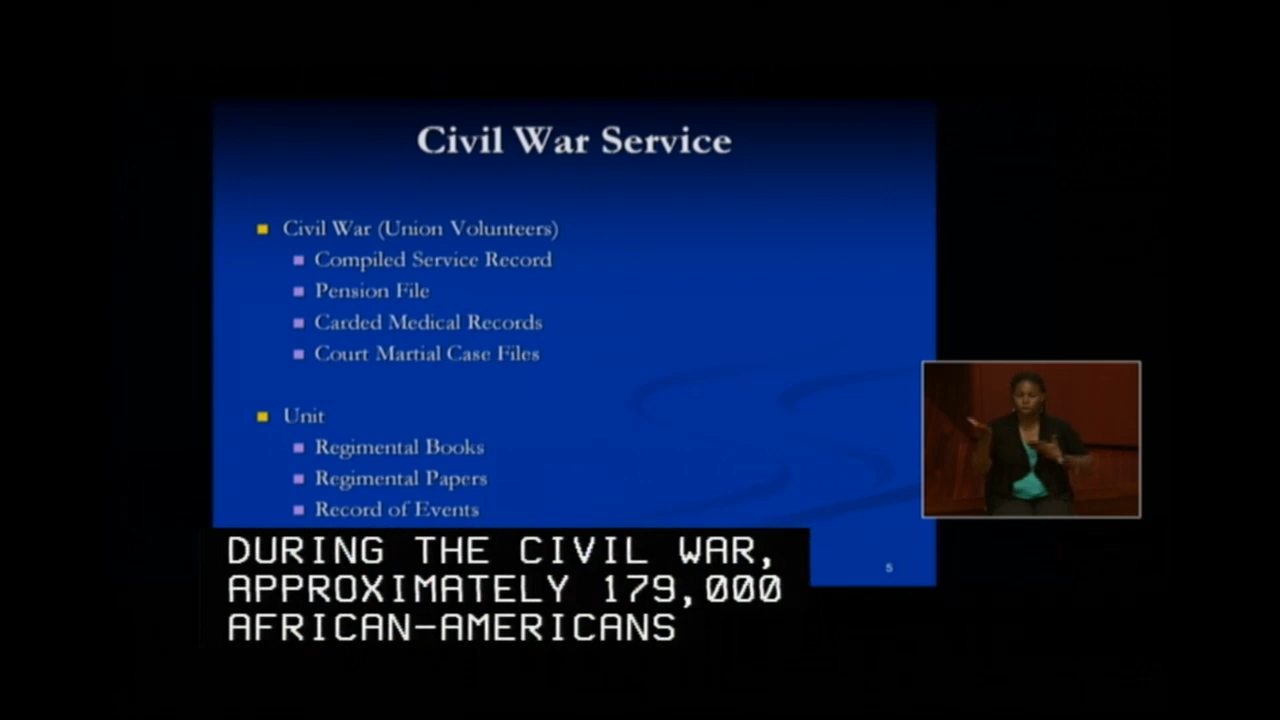 Civil War Service
Civil War (Union Volunteers)
Compiled Service Record
Pension File
Carded Medical Records
Court Martial Case Files
Unit
Regimental Books
Regimental Papers
Record of Events
5
DURING THE CIVIL WAR,
APPROXIMATELY 179,000
AFRICAN-AMERICANS